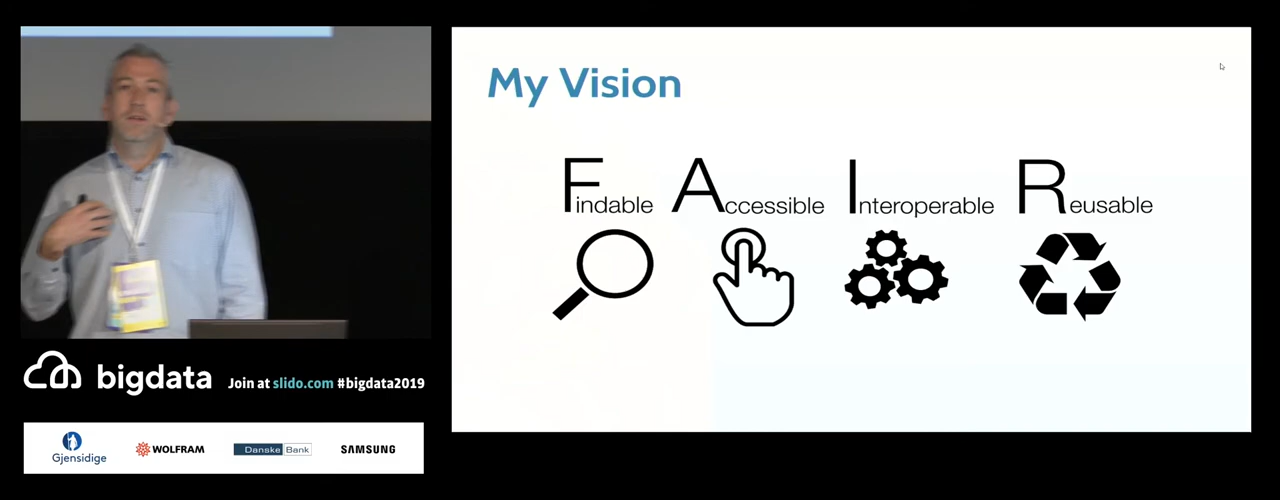 My Vision
Findable Accessible Interoperable Reusable
bigdata Join at slido.com #bigdata2019
Gjensidige WOLFRAM Danske Bank SAMSUNG